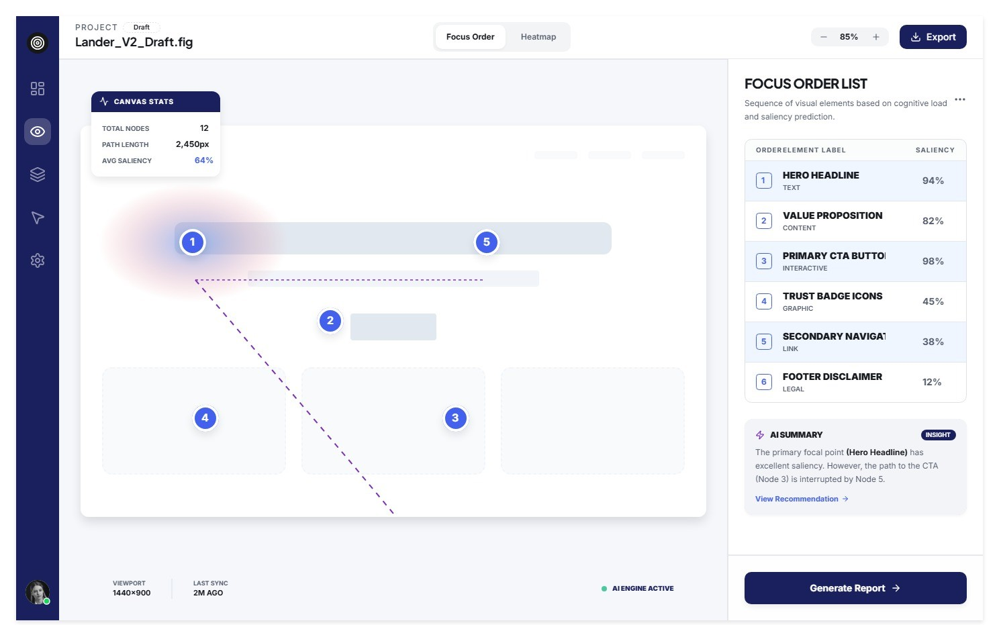 PROJECT Draft
Lander_V2_Draft.fig
Focus Order
Heatmap
85%
Export
CANVAS STATS
TOTAL NODES 12
PATH LENGTH 2,450px
AVG SALIENCY 64%
1
5
2
4
3
VIEWPORT
1440×900
LAST SYNC
2M AGO
AI ENGINE ACTIVE
FOCUS ORDER LIST
Sequence of visual elements based on cognitive load
and saliency prediction.
ORDER ELEMENT LABEL SALIENCY
1 HERO HEADLINE 94%
TEXT
2 VALUE PROPOSITION 82%
CONTENT
3 PRIMARY CTA BUTTO 98%
INTERACTIVE
4 TRUST BADGE ICONS 45%
GRAPHIC
5 SECONDARY NAVIGAT 38%
LINK
6 FOOTER DISCLAIMER 12%
LEGAL
AI SUMMARY INSIGHT
The primary focal point (Hero Headline) has
excellent saliency. However, the path to the CTA
(Node 3) is interrupted by Node 5.
View Recommendation
Generate Report